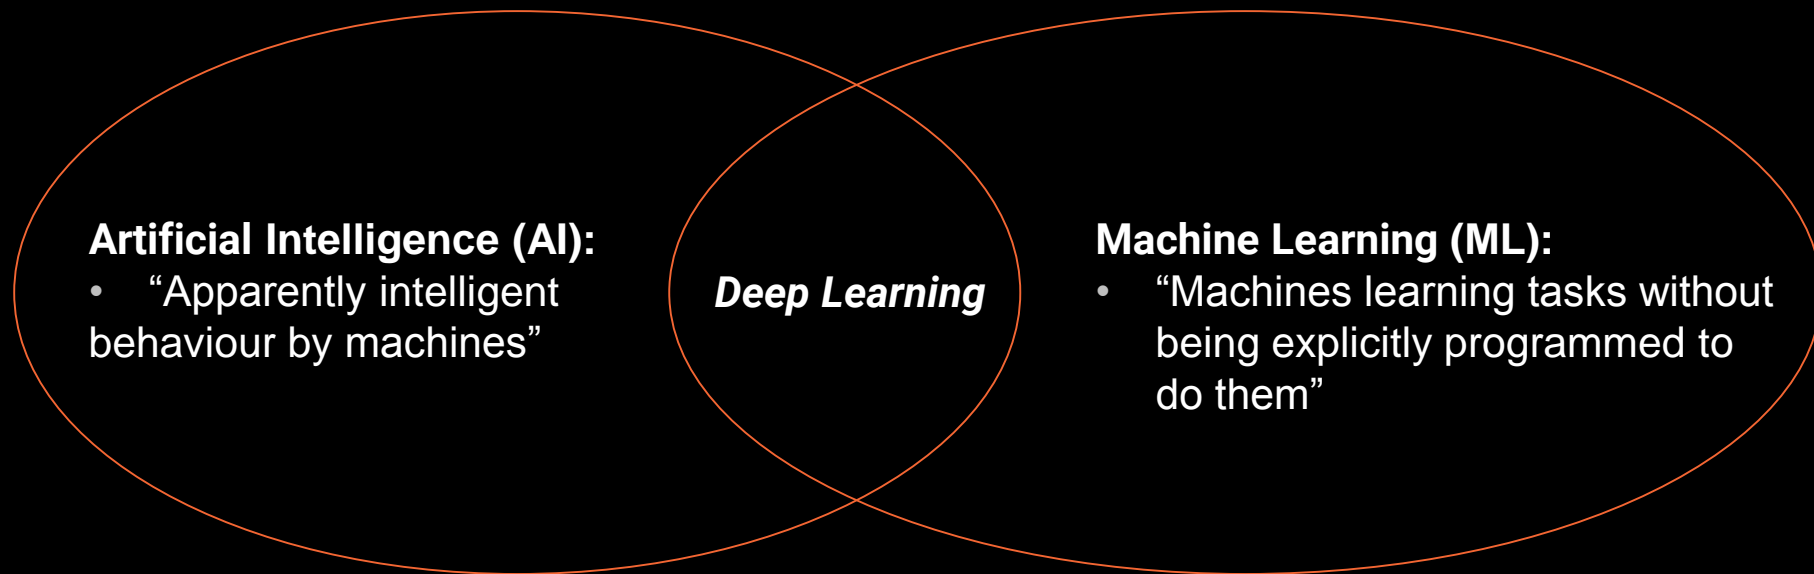 Artificial Intelligence (AI):
• “Apparently intelligent
behaviour by machines”
Deep Learning
Machine Learning (ML):
• “Machines learning tasks without
being explicitly programmed to
do them”